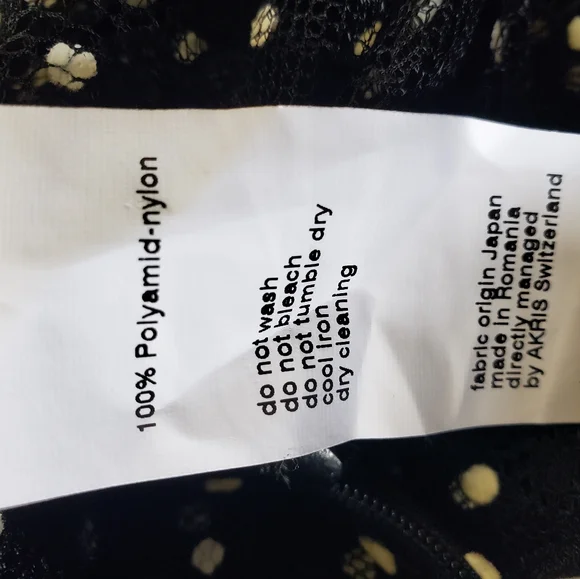 100% Polyamid-nylon
do not wash
do not bleach
do not tumble dry
cool iron
dry cleaning
fabric origin Japan
made in Romania
directly managed
by AKRIS Switzerland